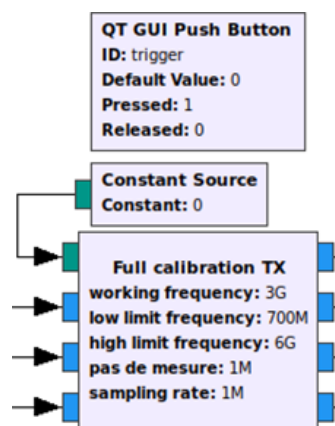 QT GUI Push Button
ID: trigger
Default Value: 0
Pressed: 1
Released: 0
Constant Source
Constant: 0
Full calibration TX
working frequency: 3G
low limit frequency: 700M
high limit frequency: 6G
pas de mesure: 1M
sampling rate: 1M